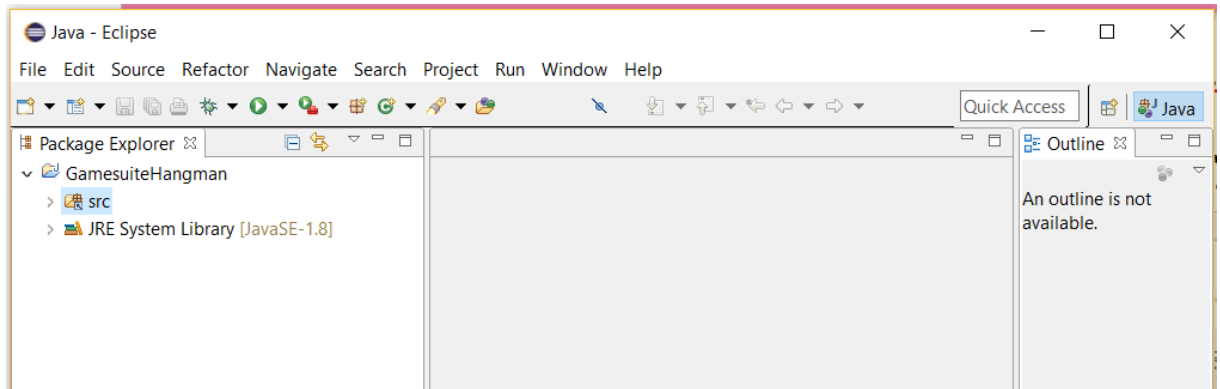 Java - Eclipse
File Edit Source Refactor Navigate Search Project Run Window Help
Quick Access
Java
Package Explorer
Outline
GamesuiteHangman
src
JRE System Library [JavaSE-1.8]
An outline is not
available.